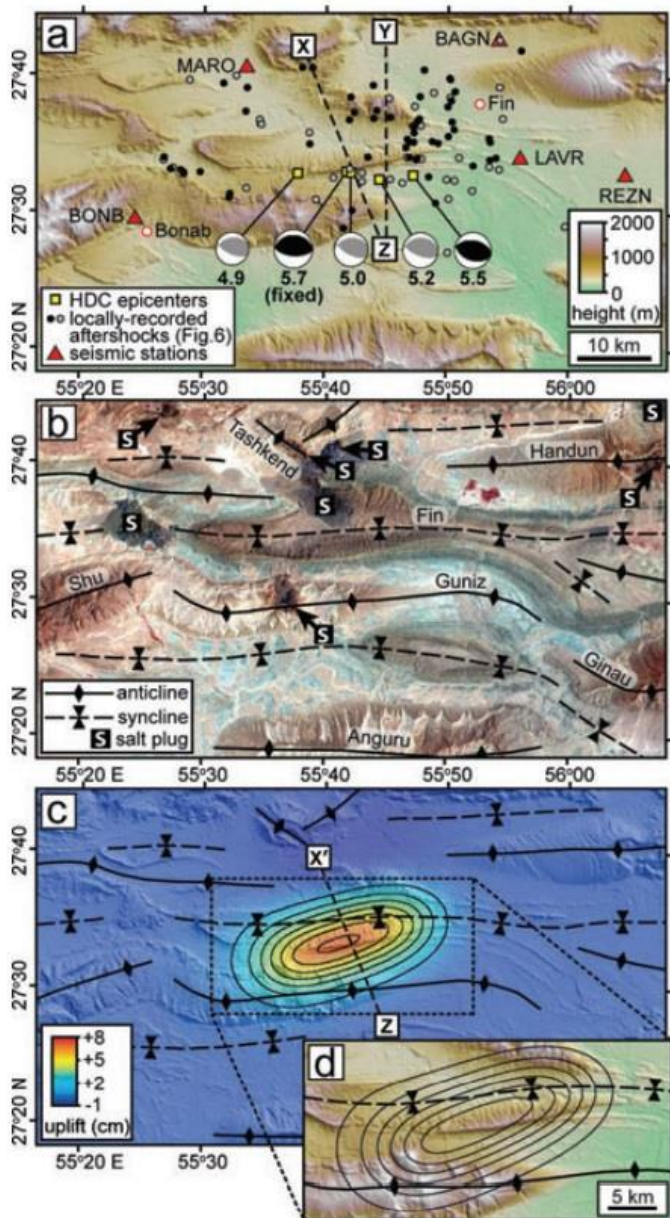 a
X
Y
BAGN
MARO
Fin
27°40'
LAVR
27°30'
REZN
BONB
Bonab
Z
2000
1000
0
height (m)
4.9 5.7 5.0 5.2 5.5
(fixed)
HDC epicenters
locally-recorded
aftershocks (Fig.6)
seismic stations
10 km
27°20' N
55°20' E 55°30' 55°40' 55°50' 56°00'
b
S
Tashkend
S
S
S
Handun
S
27°40'
S
Fin
S
27°30'
Shu
Guniz
S
Ginau
anticline
syncline
S salt plug
Anguru
27°20' N
55°20' E 55°30' 55°40' 55°50' 56°00'
c
27°40'
X'
27°30'
Z
+8
+5
+2
-1
uplift (cm)
27°20' N
d
5 km
55°20' E 55°30'